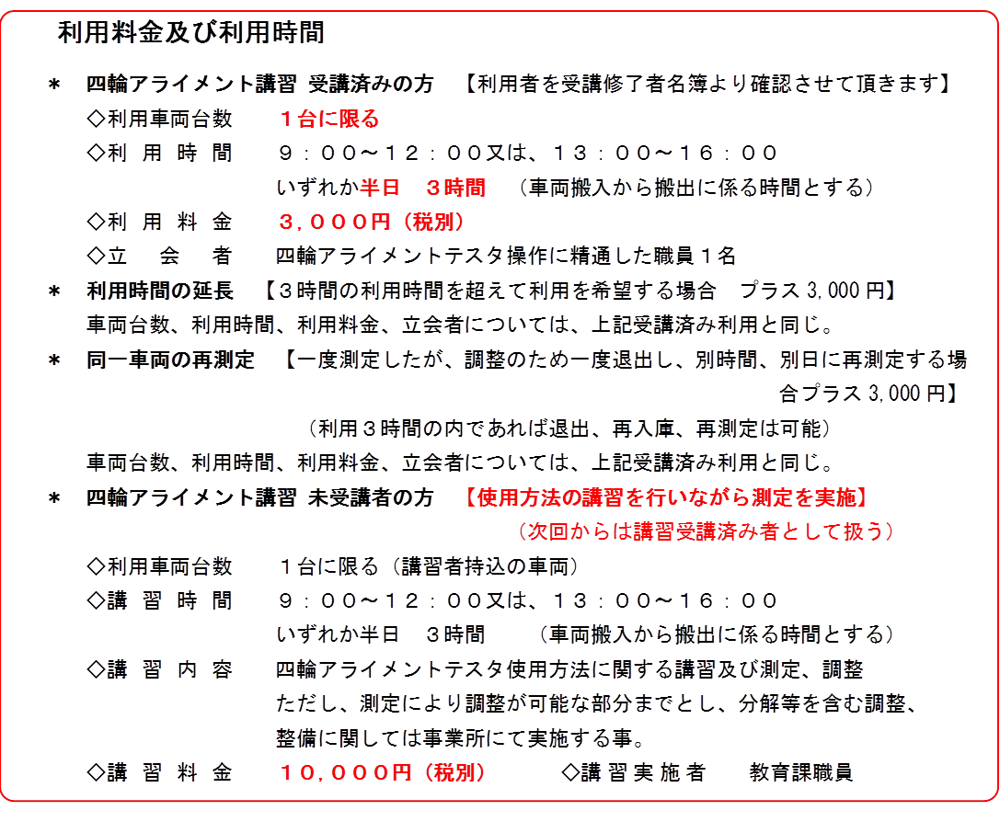 利用料金及び利用時間
* 四輪アライメント講習 受講済みの方 【利用者を受講修了者名簿より確認させて頂きます】
◇利用車両台数 １台に限る
◇利 用 時 間 ９：００～１２：００又は、１３：００～１６：００
いずれか半日 ３時間 （車両搬入から搬出に係る時間とする）
◇利 用 料 金 ３,０００円（税別）
◇立 会 者 四輪アライメントテスタ操作に精通した職員１名
* 利用時間の延長 【３時間の利用時間を超えて利用を希望する場合 プラス 3,000 円】
車両台数、利用時間、利用料金、立会者については、上記受講済み利用と同じ。
* 同一車両の再測定 【一度測定したが、調整のため一度退出し、別時間、別日に再測定する場
合プラス 3,000 円】
（利用３時間の内であれば退出、再入庫、再測定は可能）
車両台数、利用時間、利用料金、立会者については、上記受講済み利用と同じ。
* 四輪アライメント講習 未受講者の方 【使用方法の講習を行いながら測定を実施】
（次回からは講習受講済み者として扱う）
◇利用車両台数 １台に限る（講習者持込の車両）
◇講 習 時 間 ９：００～１２：００又は、１３：００～１６：００
いずれか半日 ３時間 （車両搬入から搬出に係る時間とする）
◇講 習 内 容 四輪アライメントテスタ使用方法に関する講習及び測定、調整
ただし、測定により調整が可能な部分までとし、分解等を含む調整、
整備に関しては事業所にて実施する事。
◇講 習 料 金 １０,０００円（税別） ◇講 習 実 施 者 教育課職員